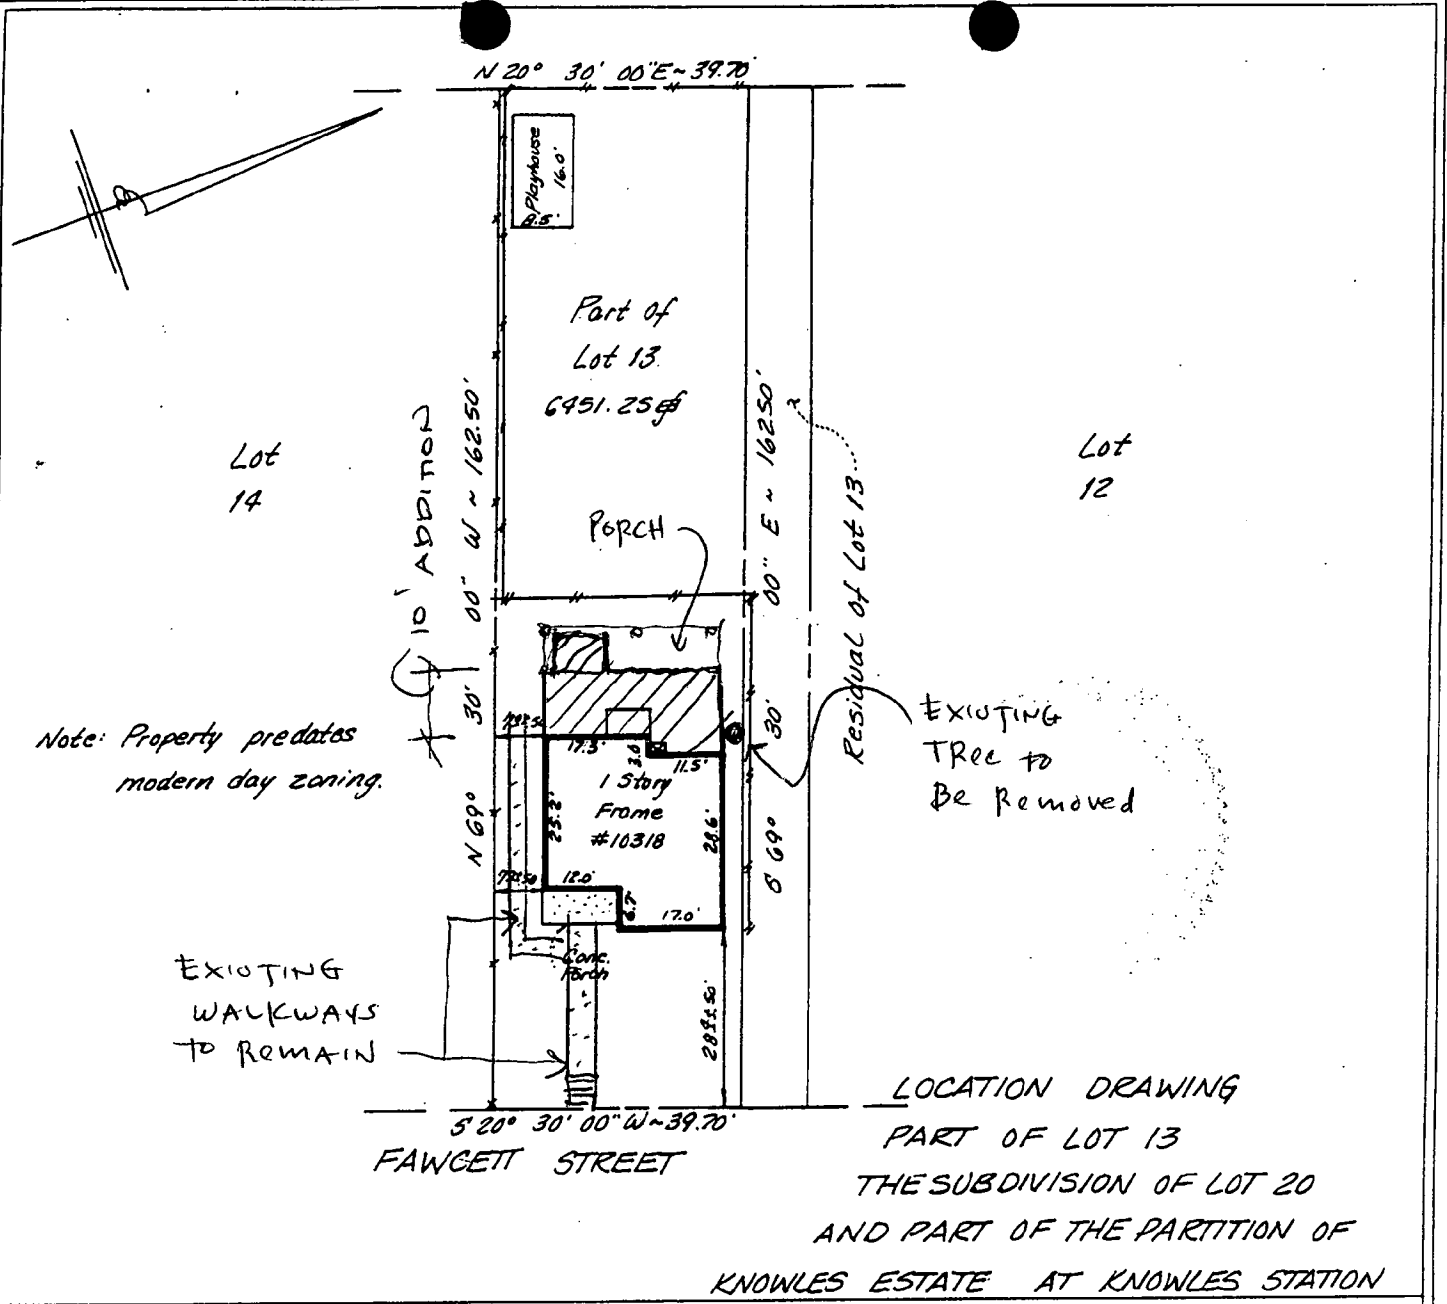 N 20° 30' 00" E ~ 39.70'
Playhouse
16.0'
8.5'
Part of
Lot 13
6451.25
Lot
14
Lot
12
10' ADDITION
N 69° 30' 00" W ~ 162.50'
S 69° 30' 00" E ~ 162.50'
Residual of Lot 13
PORCH
Note: Property predates
modern day zoning.
EXISTING
TREE TO
BE REMOVED
17.3'
3.6'
11.5'
1 Story
Frame
#10318
25.2'
28.6'
12.0'
6.7'
17.0'
Conc.
Porch
EXISTING
WALKWAYS
TO REMAIN
S 20° 30' 00" W ~ 39.70'
FAWCETT STREET
LOCATION DRAWING
PART OF LOT 13
THE SUBDIVISION OF LOT 20
AND PART OF THE PARTITION OF
KNOWLES ESTATE AT KNOWLES STATION